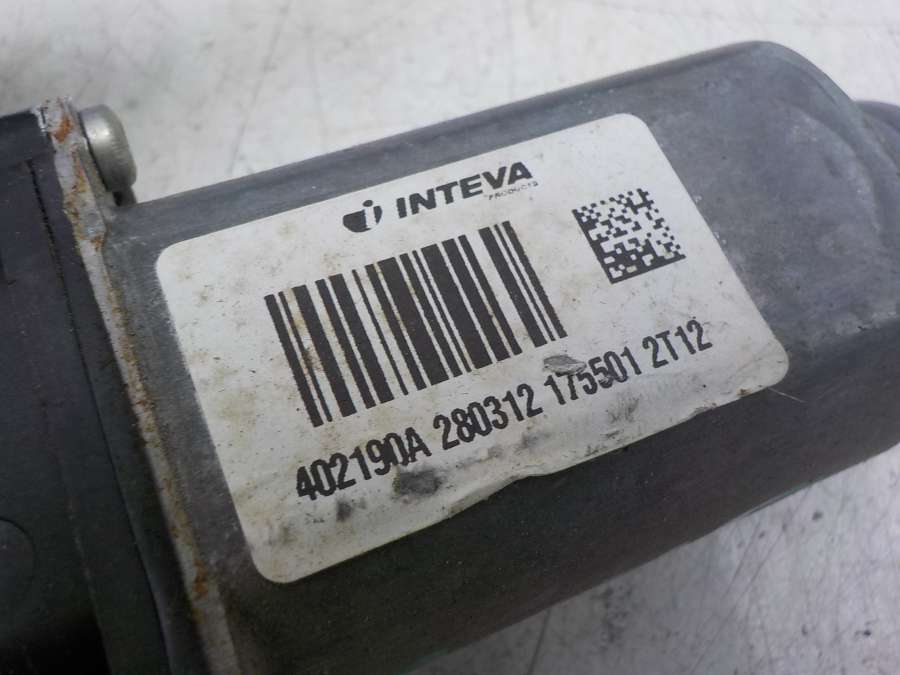 INTEVA
PRODUCTS
402190A 280312 175501 2T12